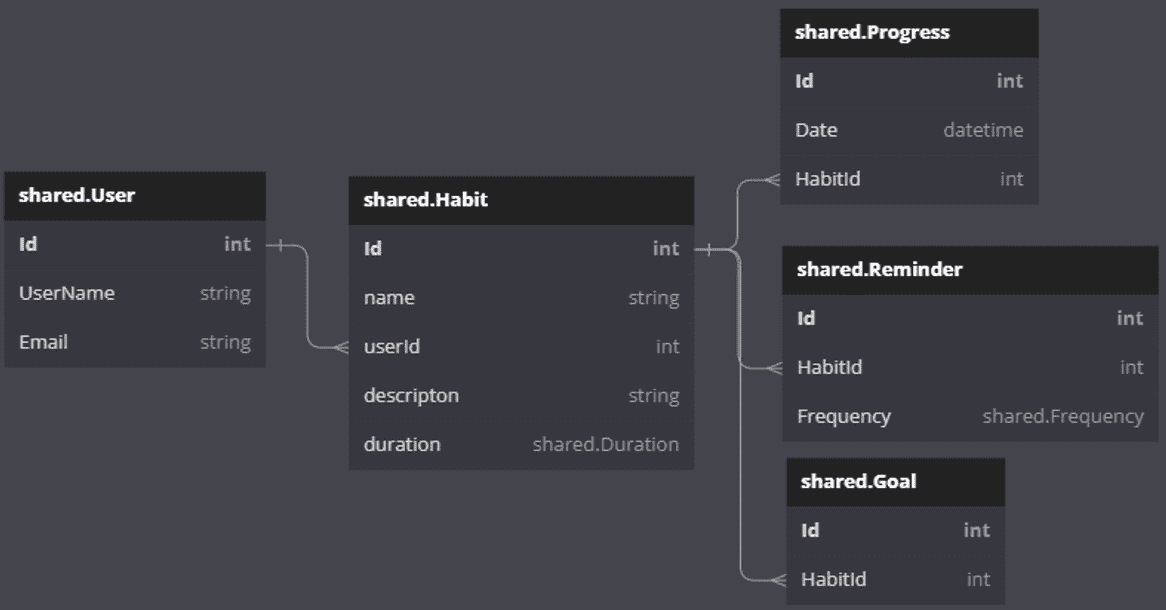 shared.User
Id int
UserName string
Email string
shared.Habit
Id int
name string
userId int
descripton string
duration shared.Duration
shared.Progress
Id int
Date datetime
HabitId int
shared.Reminder
Id int
HabitId int
Frequency shared.Frequency
shared.Goal
Id int
HabitId int